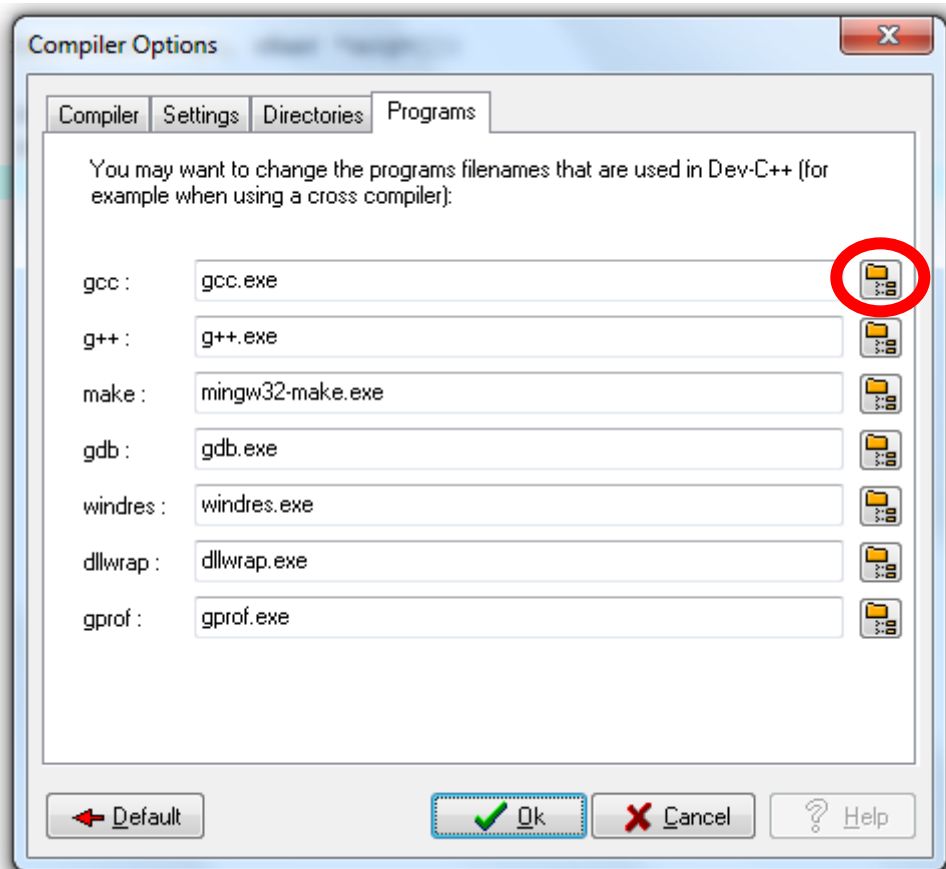 Compiler Options
Compiler Settings Directories Programs
You may want to change the programs filenames that are used in Dev-C++ (for
example when using a cross compiler):
gcc : gcc.exe
g++ : g++.exe
make : mingw32-make.exe
gdb : gdb.exe
windres : windres.exe
dllwrap : dllwrap.exe
gprof : gprof.exe
Default Ok Cancel Help